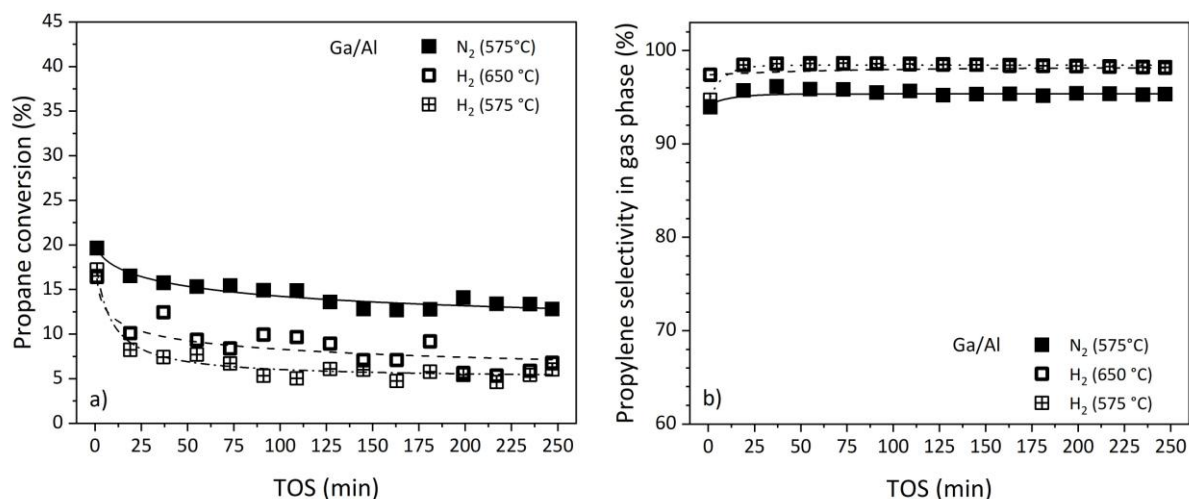 45
40
35
30
25
20
15
10
5
0
Propane conversion (%)
Ga/Al
N₂ (575°C)
H₂ (650 °C)
H₂ (575 °C)
a)
0 25 50 75 100 125 150 175 200 225 250
TOS (min)
100
90
80
70
60
Propylene selectivity in gas phase (%)
Ga/Al
N₂ (575°C)
H₂ (650 °C)
H₂ (575 °C)
b)
0 25 50 75 100 125 150 175 200 225 250
TOS (min)